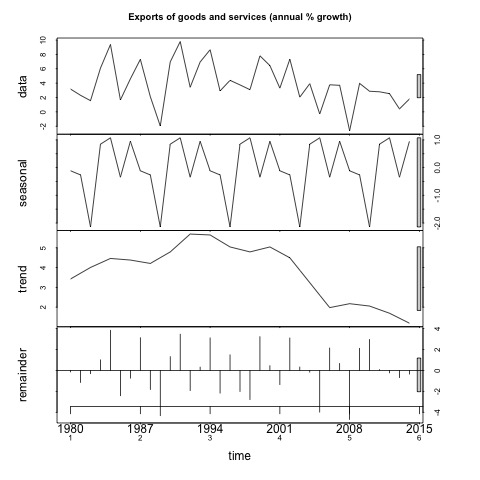 Exports of goods and services (annual % growth)
data
-2 0 2 4 6 8 10
seasonal
-2.0 -1.0 0.0 1.0
trend
2 3 4 5
remainder
-4 -2 0 2 4
1980 1987 1994 2001 2008 2015
1 2 3 4 5 6
time